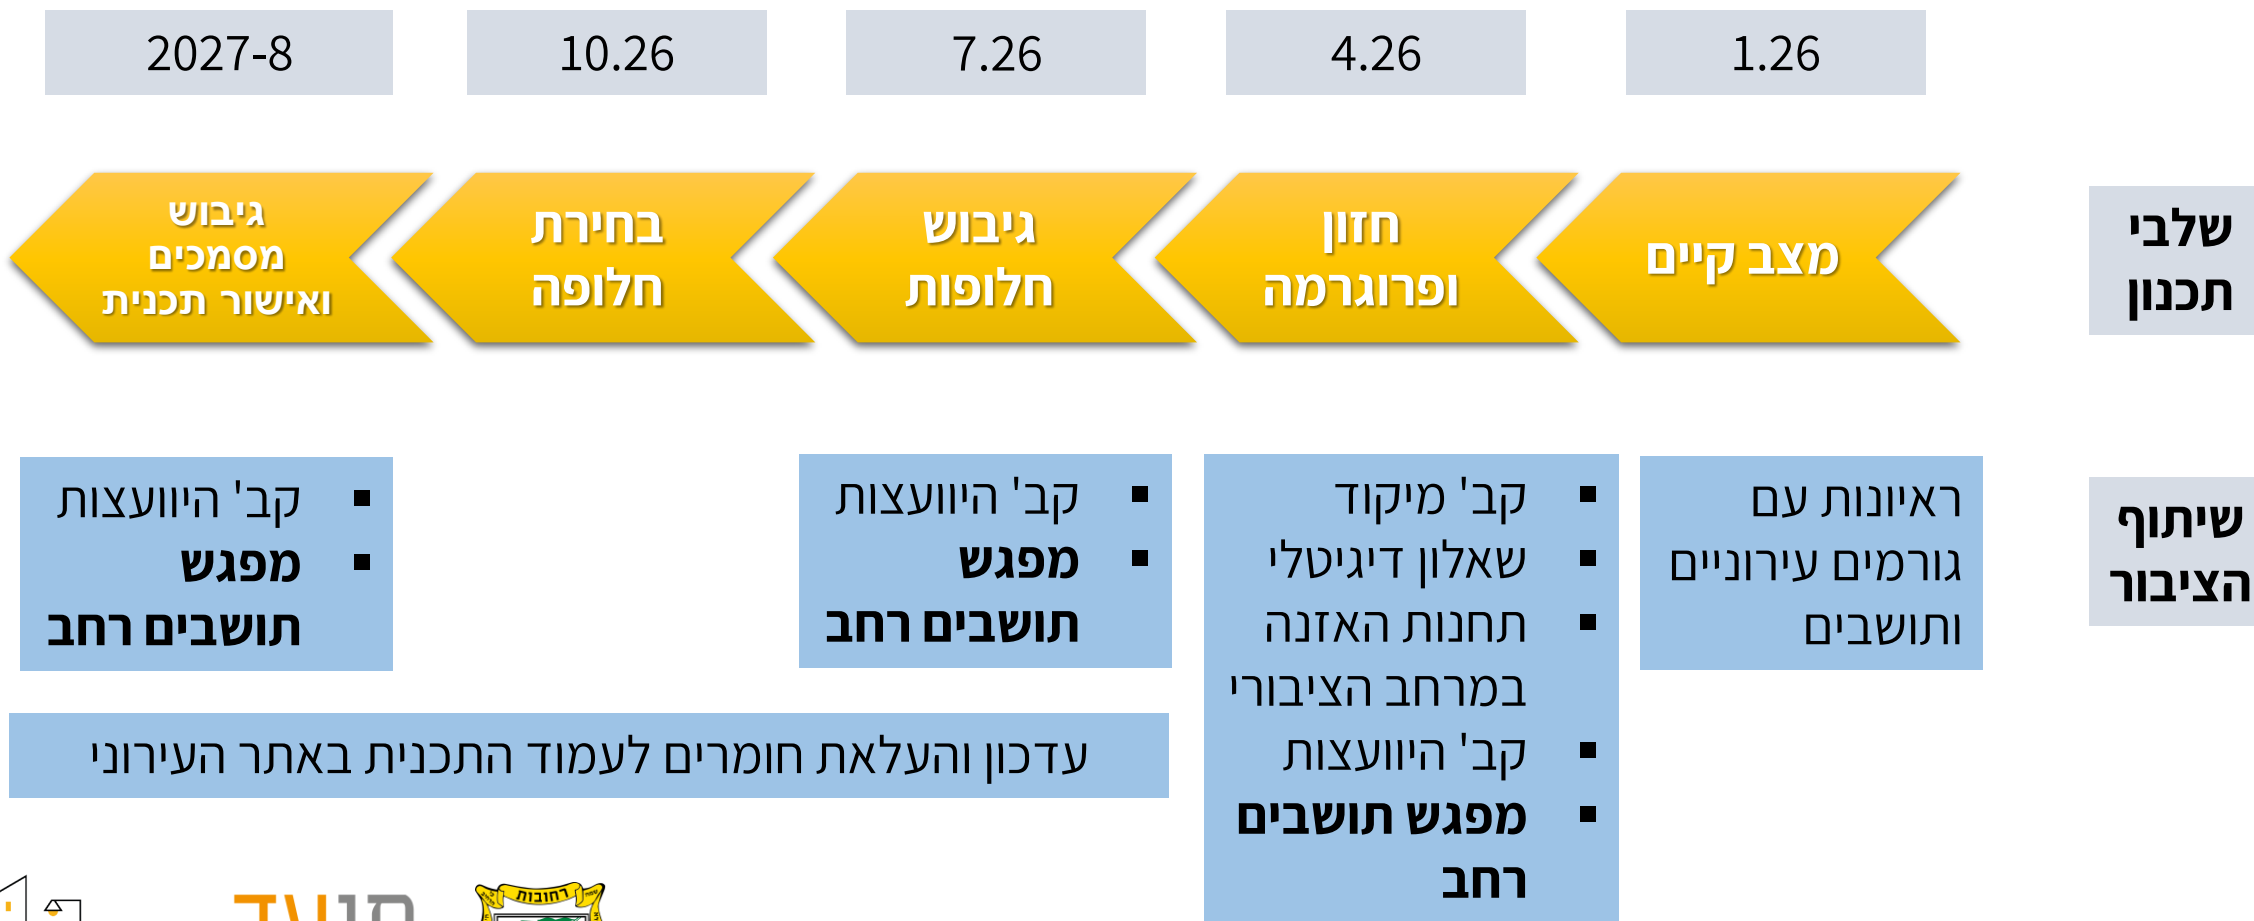 1.26
4.26
7.26
10.26
2027-8
שלבי
תכנון
מצב קיים
חזון
ופרוגרמה
גיבוש
חלופות
בחירת
חלופה
גיבוש
מסמכים
ואישור תכנית
שיתוף
הציבור
ראיונות עם
גורמים עירוניים
ותושבים
▪ קב' מיקוד
▪ שאלון דיגיטלי
▪ תחנות האזנה
במרחב הציבורי
▪ קב' היוועצות
▪ מפגש תושבים
רחב
▪ קב' היוועצות
▪ מפגש
תושבים רחב
▪ קב' היוועצות
▪ מפגש
תושבים רחב
עדכון והעלאת חומרים לעמוד התכנית באתר העירוני
רחובות